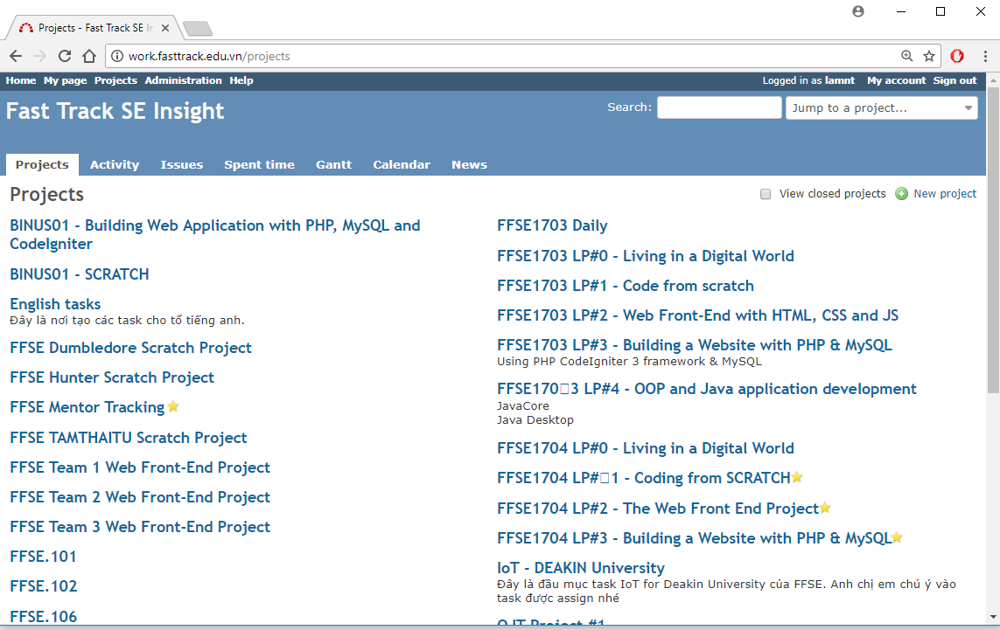 Projects - Fast Track SE In
work.fasttrack.edu.vn/projects
Home My page Projects Administration Help
Logged in as lamnt My account Sign out
Fast Track SE Insight
Search: Jump to a project...
Projects Activity Issues Spent time Gantt Calendar News
Projects
View closed projects New project
BINUS01 - Building Web Application with PHP, MySQL and
CodeIgniter
BINUS01 - SCRATCH
English tasks
Đây là nơi tạo các task cho tổ tiếng anh.
FFSE Dumbledore Scratch Project
FFSE Hunter Scratch Project
FFSE Mentor Tracking
FFSE TAMTHAITU Scratch Project
FFSE Team 1 Web Front-End Project
FFSE Team 2 Web Front-End Project
FFSE Team 3 Web Front-End Project
FFSE.101
FFSE.102
FFSE.106
FFSE1703 Daily
FFSE1703 LP#0 - Living in a Digital World
FFSE1703 LP#1 - Code from scratch
FFSE1703 LP#2 - Web Front-End with HTML, CSS and JS
FFSE1703 LP#3 - Building a Website with PHP & MySQL
Using PHP CodeIgniter 3 framework & MySQL
FFSE170□3 LP#4 - OOP and Java application development
JavaCore
Java Desktop
FFSE1704 LP#0 - Living in a Digital World
FFSE1704 LP#□1 - Coding from SCRATCH
FFSE1704 LP#2 - The Web Front End Project
FFSE1704 LP#3 - Building a Website with PHP & MySQL
IoT - DEAKIN University
Đây là đầu mục task IoT for Deakin University của FFSE. Anh chị em chú ý vào
task được assign nhé
OJT Project #1